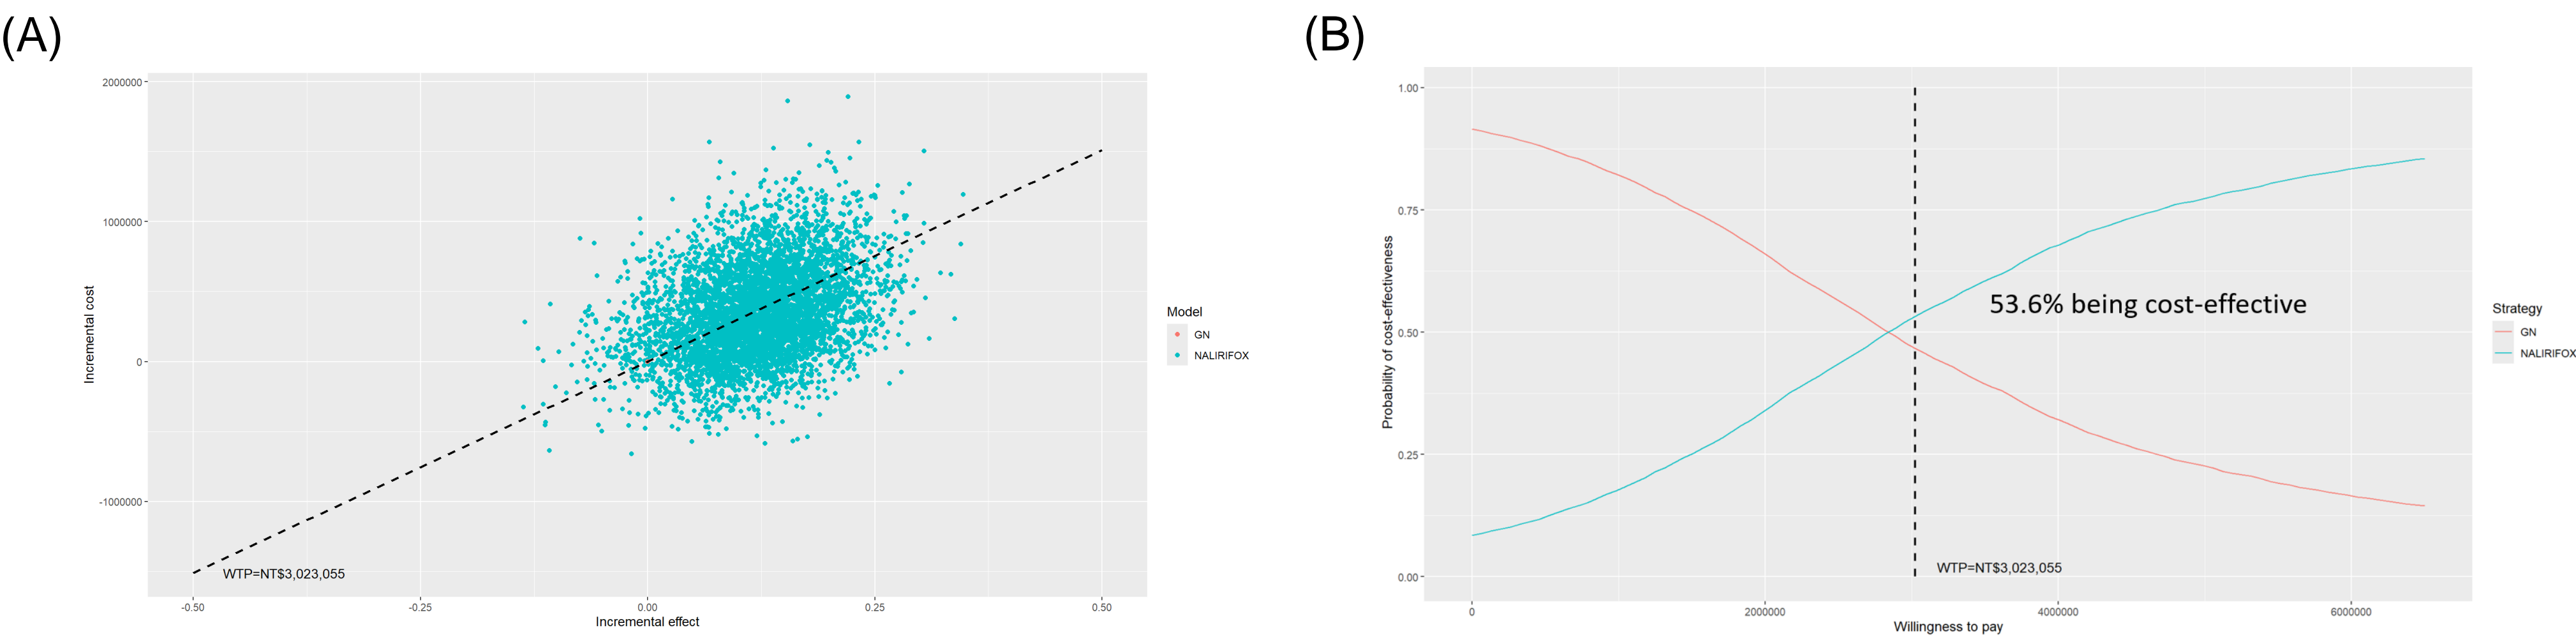 (A)
2000000
1000000
0
-1000000
Incremental cost
WTP=NT$3,023,055
-0.50
-0.25
0.00
-0.25
0.50
Incremental effect
Model
GN
NALIRIFOX
(B)
1.00
0.75
0.50
0.25
0.00
Probability of cost-effectiveness
53.6% being cost-effective
WTP=NT$3,023,055
0
2000000
4000000
6000000
Willingness to pay
Strategy
GN
NALIRIFOX